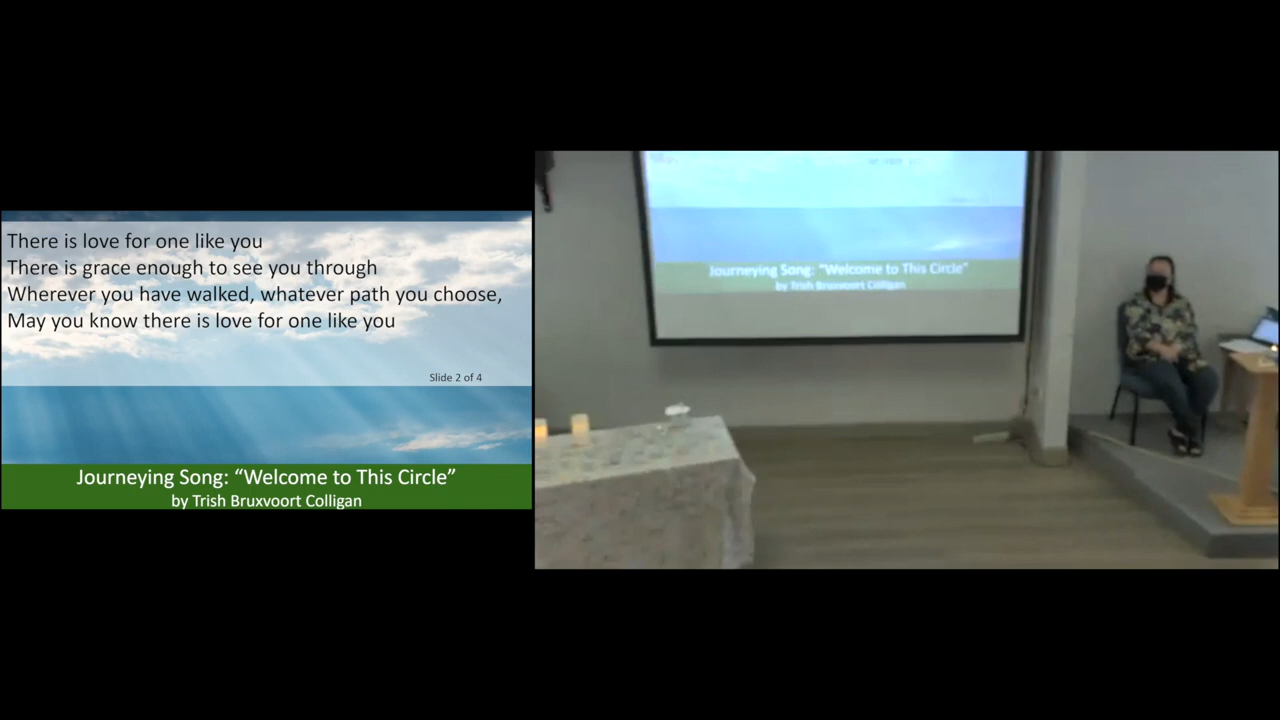 There is love for one like you
There is grace enough to see you through
Wherever you have walked, whatever path you choose,
May you know there is love for one like you
Slide 2 of 4
Journeying Song: “Welcome to This Circle”
by Trish Bruxvoort Colligan
Journeying Song: “Welcome to This Circle”
by Trish Bruxvoort Colligan